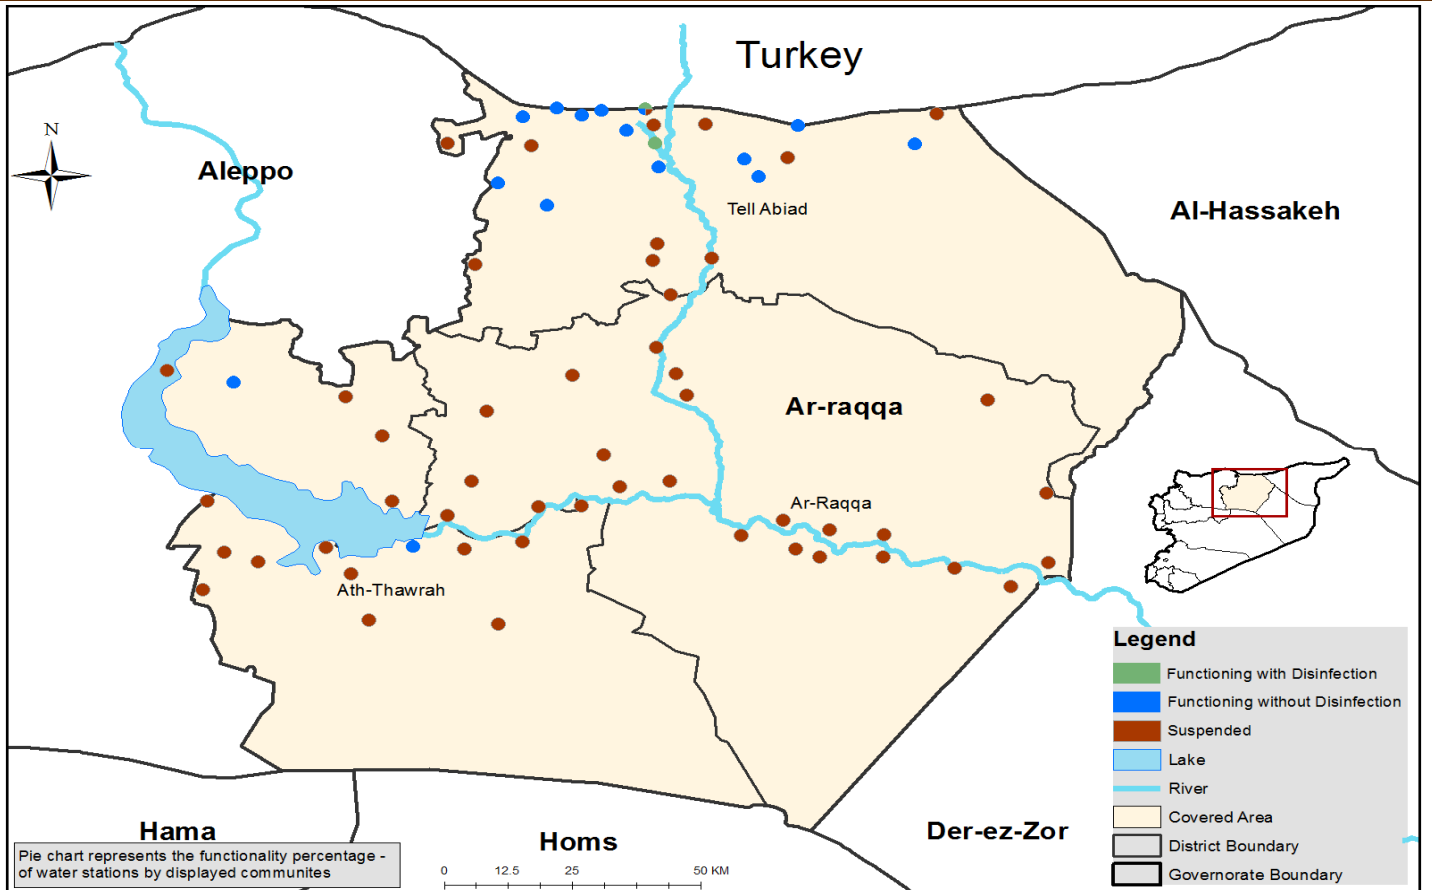 Turkey
N
Aleppo
Al-Hassakeh
Tell Abiad
Ar-raqqa
Ar-Raqqa
Ath-Thawrah
Legend
Functioning with Disinfection
Functioning without Disinfection
Suspended
Lake
River
Covered Area
District Boundary
Governorate Boundary
Hama
Homs
Der-ez-Zor
Pie chart represents the functionality percentage -
of water stations by displayed communites
0 12.5 25 50 KM